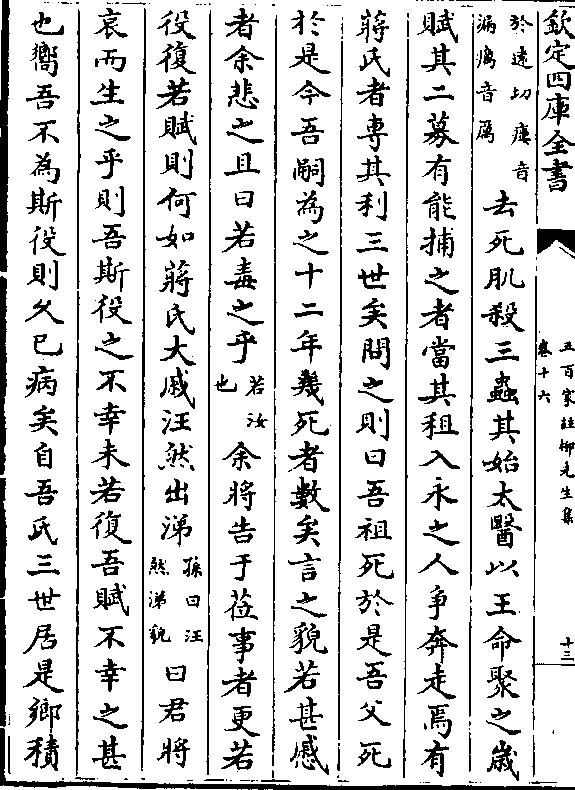 欽定四庫全書
五百家註柳先生集
卷十六
十三
於遠切瘻音
漏癘音厲
去死肌殺三蟲其始太醫以王命聚之歲
賦其二募有能捕之者當其租入永之人爭奔走焉有
蔣氏者專其利三世矣問之則曰吾祖死於是吾父死
於是今吾嗣為之十二年幾死者數矣言之貌若甚慼
者余悲之且曰若毒之乎
若汝
也
余將告于莅事者更若
役復若賦則何如蔣氏大戚汪然出涕
孫曰汪
然涕貌
曰君將
哀而生之乎則吾斯役之不幸未若復吾賦不幸之甚
也嚮吾不為斯役則久已病矣自吾氏三世居是鄉積